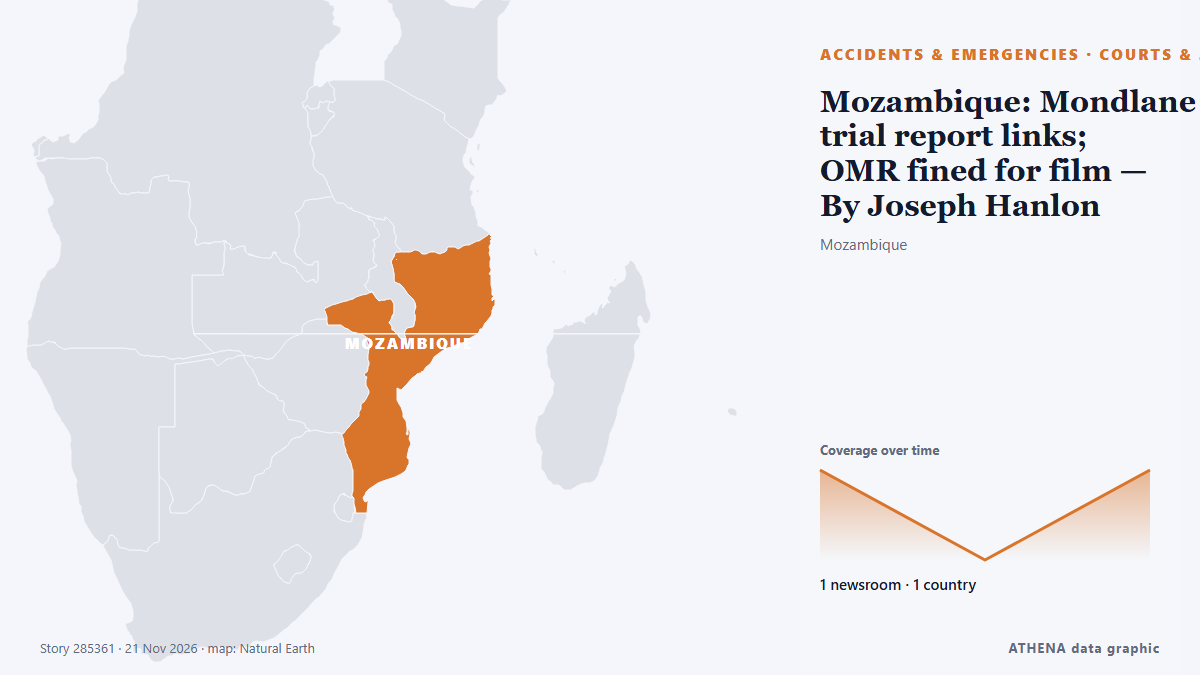 ACCIDENTS & EMERGENCIES · COURTS &
Mozambique: Mondlane
trial report links;
OMR fined for film —
By Joseph Hanlon
Mozambique
MOZAMBIQUE
Coverage over time
1 newsroom · 1 country
Story 285361 · 21 Nov 2026 · map: Natural Earth
ATHENA data graphic